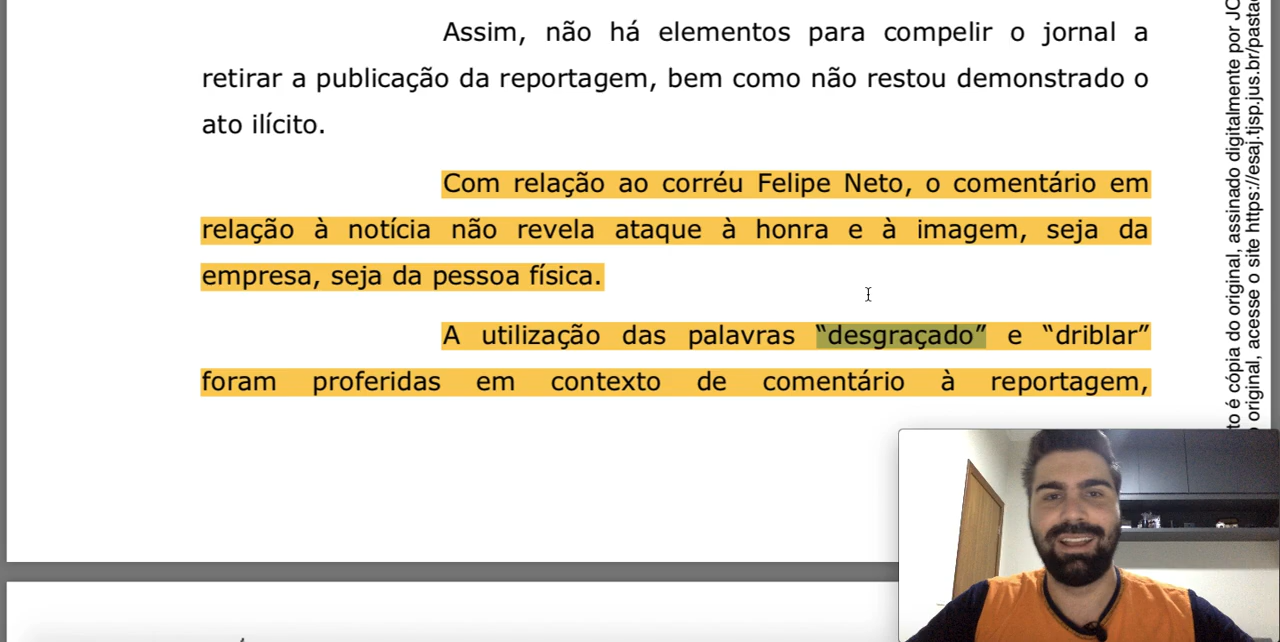 Assim, não há elementos para compelir o jornal a
retirar a publicação da reportagem, bem como não restou demonstrado o
ato ilícito.
Com relação ao corréu Felipe Neto, o comentário em
relação à notícia não revela ataque à honra e à imagem, seja da
empresa, seja da pessoa física.
A utilização das palavras “desgraçado” e “driblar”
foram proferidas em contexto de comentário à reportagem,
to é cópia do original, assinado digitalmente por JO
original, acesse o site https://esaj.tjsp.jus.br/pastad